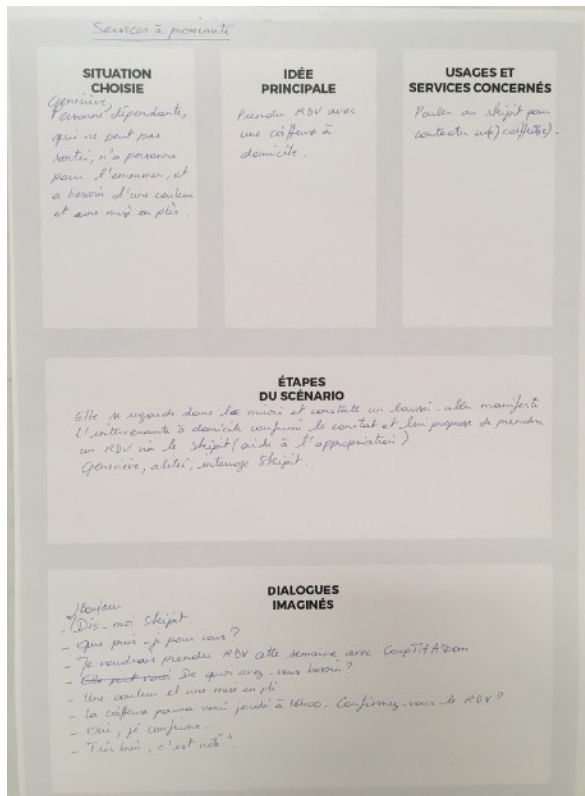 Services à proximité
SITUATION
CHOISIE
Geneviève,
Personne dépendante,
qui ne peut pas
sortir, n'a personne
pour l'emmener, et
a besoin d'une couleur
et une mise en plis.
IDÉE
PRINCIPALE
Prendre RDV avec
une coiffeuse à
domicile.
USAGES ET
SERVICES CONCERNÉS
Parler au skipit pour
contacter un(e) coiffeur(se).
ÉTAPES
DU SCÉNARIO
Elle se regarde dans le miroir et constate un laisser-aller manifeste
L'intervenante à domicile confirme le constat et lui propose de prendre
un RDV via le skipit (aide à l'appropriation).
Geneviève, alitée, interroge Skipit.
DIALOGUES
IMAGINÉS
Bonjour
- Dis-moi Skipit
- Que puis-je pour vous ?
- Je voudrais prendre RDV cette semaine avec CoupTifADom
- De quoi avez-vous besoin ?
- Une couleur et une mise en pli
- La coiffeuse pourra venir jeudi à 16h00. Confirmez-vous le RDV ?
- Oui, je confirme.
- Très bien, c'est noté !